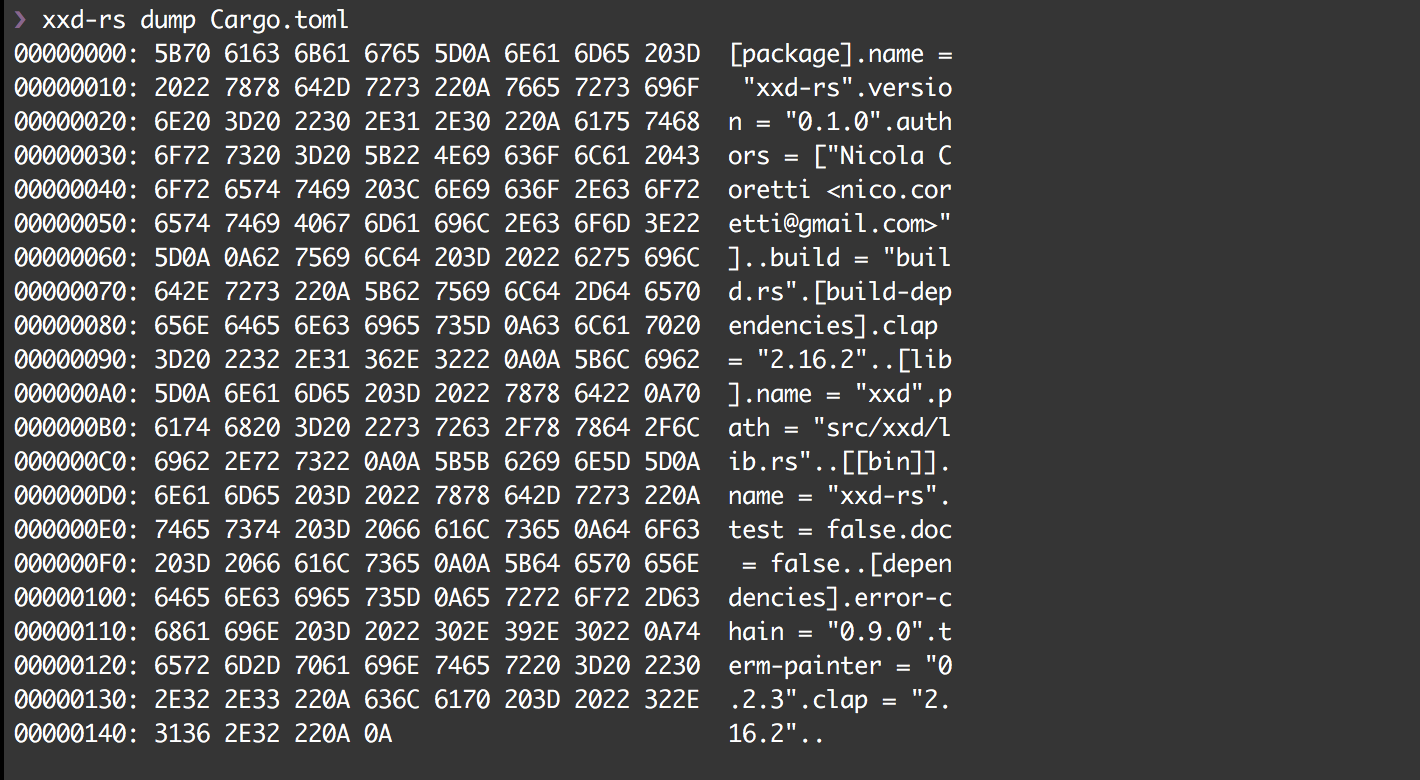 ❯ xxd-rs dump Cargo.toml
00000000: 5B70 6163 6B61 6765 5D0A 6E61 6D65 203D  [package].name =
00000010: 2022 7878 642D 7273 220A 7665 7273 696F   "xxd-rs".versio
00000020: 6E20 3D20 2230 2E31 2E30 220A 6175 7468  n = "0.1.0".auth
00000030: 6F72 7320 3D20 5B22 4E69 636F 6C61 2043  ors = ["Nicola C
00000040: 6F72 6574 7469 203C 6E69 636F 2E63 6F72  oretti <nico.cor
00000050: 6574 7469 4067 6D61 696C 2E63 6F6D 3E22  etti@gmail.com>"
00000060: 5D0A 0A62 7569 6C64 203D 2022 6275 696C  ]..build = "buil
00000070: 642E 7273 220A 5B62 7569 6C64 2D64 6570  d.rs".[build-dep
00000080: 656E 6465 6E63 6965 735D 0A63 6C61 7020  endencies].clap
00000090: 3D20 2232 2E31 362E 3222 0A0A 5B6C 6962  = "2.16.2"..[lib
000000A0: 5D0A 6E61 6D65 203D 2022 7878 6422 0A70  ].name = "xxd".p
000000B0: 6174 6820 3D20 2273 7263 2F78 7864 2F6C  ath = "src/xxd/l
000000C0: 6962 2E72 7322 0A0A 5B5B 6269 6E5D 5D0A  ib.rs"..[[bin]].
000000D0: 6E61 6D65 203D 2022 7878 642D 7273 220A  name = "xxd-rs".
000000E0: 7465 7374 203D 2066 616C 7365 0A64 6F63  test = false.doc
000000F0: 203D 2066 616C 7365 0A0A 5B64 6570 656E   = false..[depen
00000100: 6465 6E63 6965 735D 0A65 7272 6F72 2D63  dencies].error-c
00000110: 6861 696E 203D 2022 302E 392E 3022 0A74  hain = "0.9.0".t
00000120: 6572 6D2D 7061 696E 7465 7220 3D20 2230  erm-painter = "0
00000130: 2E32 2E33 220A 636C 6170 203D 2022 322E  .2.3".clap = "2.
00000140: 3136 2E32 220A 0A                        16.2"..